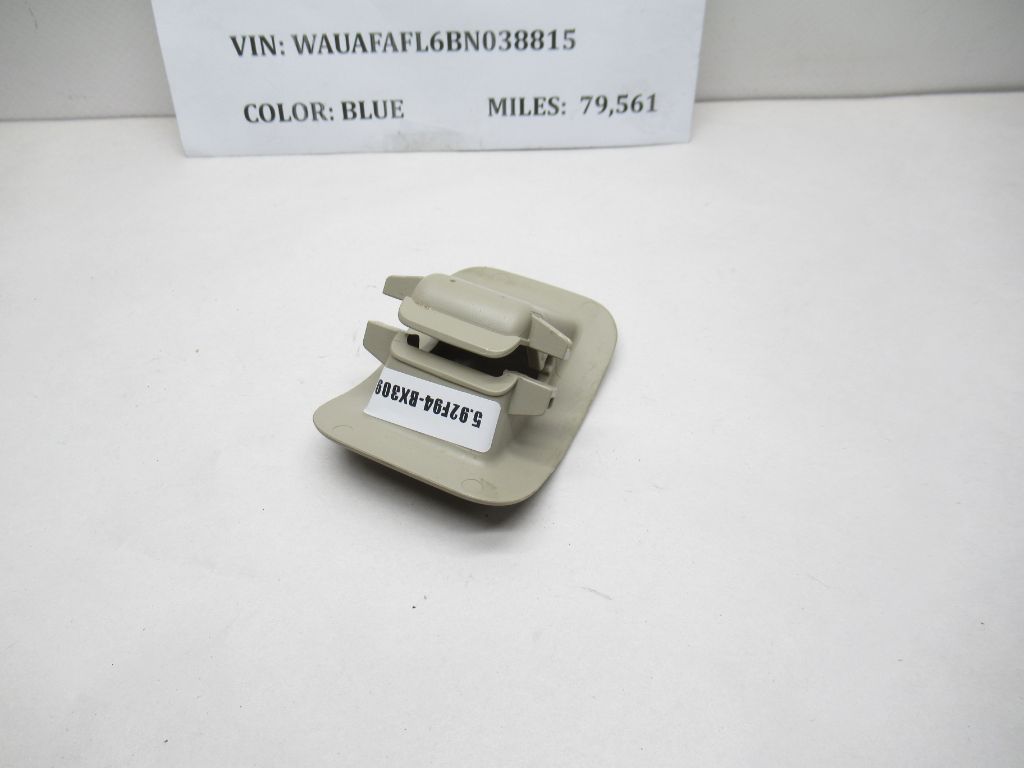 VIN: WAUAFAFL6BN038815
COLOR: BLUE MILES: 79,561
5.92F94-BX309